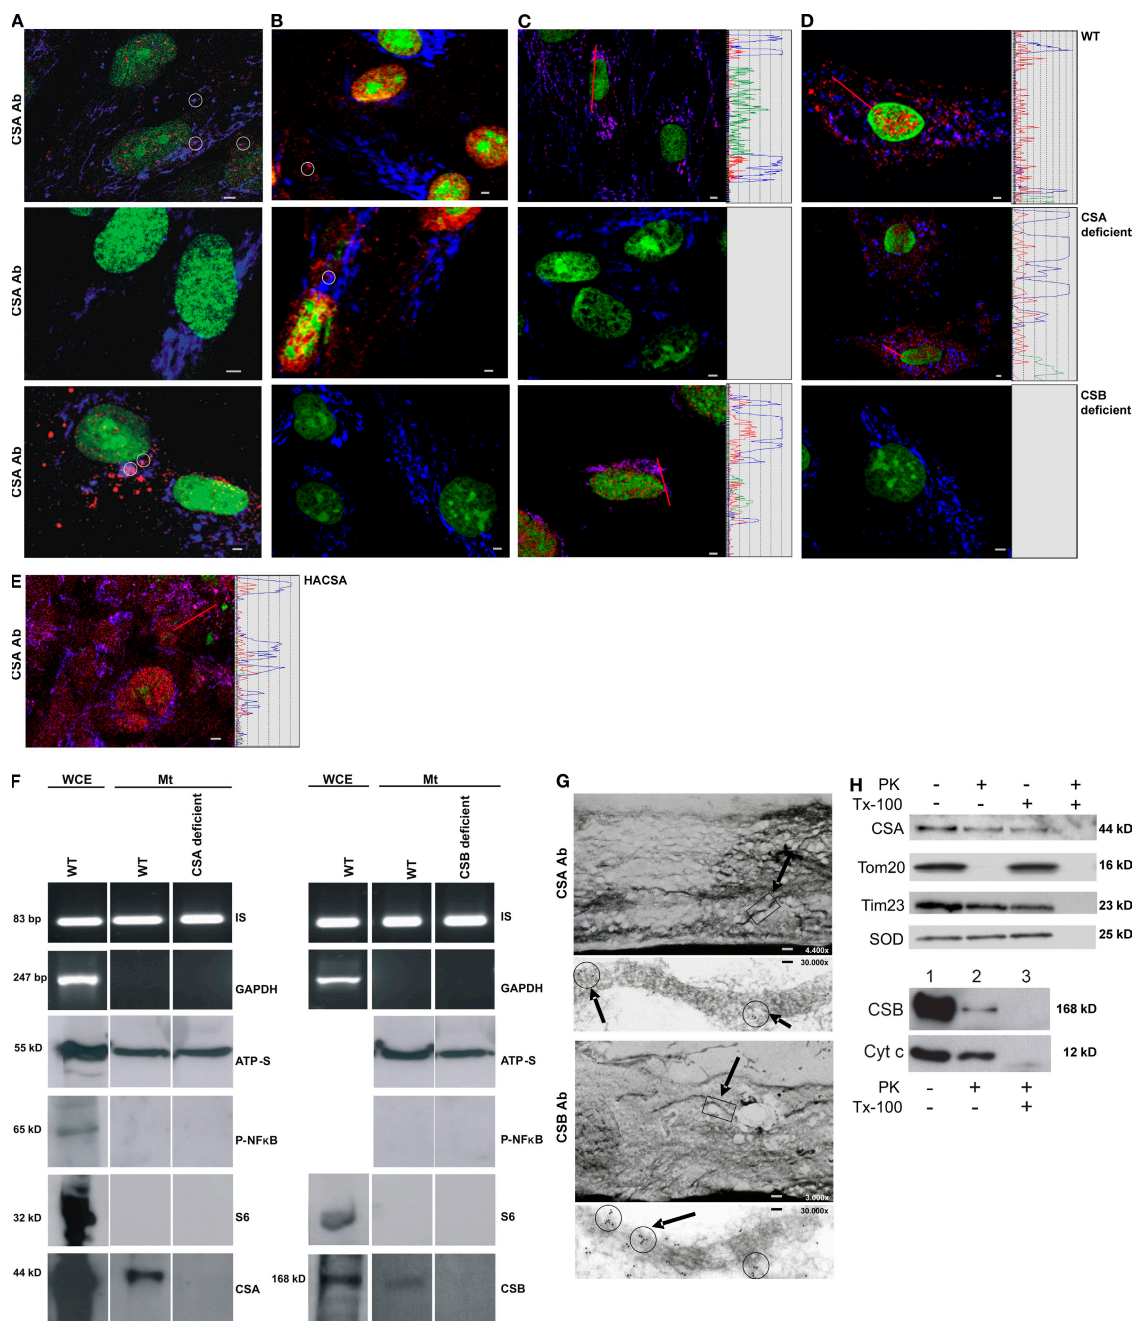 A
B
C
D
WT
CSA Ab
CSA Ab
CSA
deficient
CSB
deficient
CSA Ab
E
HACSA
CSA Ab
F
WCE
Mt
WT
WT
CSA deficient
83 bp
IS
247 bp
GAPDH
55 kD
ATP-S
65 kD
P-NFκB
32 kD
S6
44 kD
CSA
WCE
Mt
WT
WT
CSB deficient
IS
GAPDH
ATP-S
P-NFκB
S6
168 kD
CSB
G
CSA Ab
4.400x
30.000x
CSB Ab
3.000x
30.000x
H
PK - + - +
Tx-100 - - + +
CSA 44 kD
Tom20 16 kD
Tim23 23 kD
SOD 25 kD
1 2 3
CSB 168 kD
Cyt c 12 kD
PK - + +
Tx-100 - - +